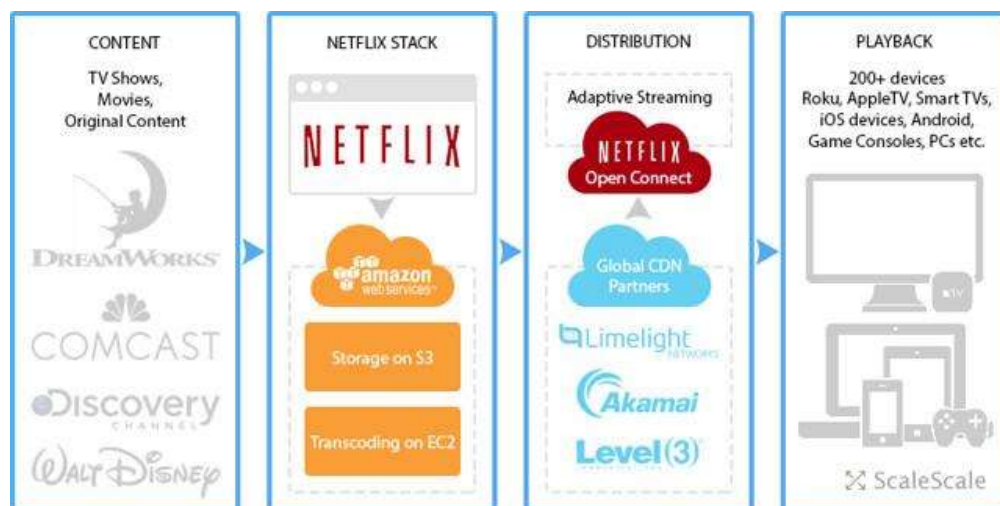 CONTENT
TV Shows,
Movies,
Original Content
DREAMWORKS
COMCAST
Discovery
CHANNEL
WALT DISNEY
NETFLIX STACK
NETFLIX
amazon
webservices™
Storage on S3
Transcoding on EC2
DISTRIBUTION
Adaptive Streaming
NETFLIX
Open Connect
Global CDN
Partners
Limelight
NETWORKS
Akamai
Level(3)
PLAYBACK
200+ devices
Roku, AppleTV, Smart TVs,
iOS devices, Android,
Game Consoles, PCs etc.
TV
ScaleScale